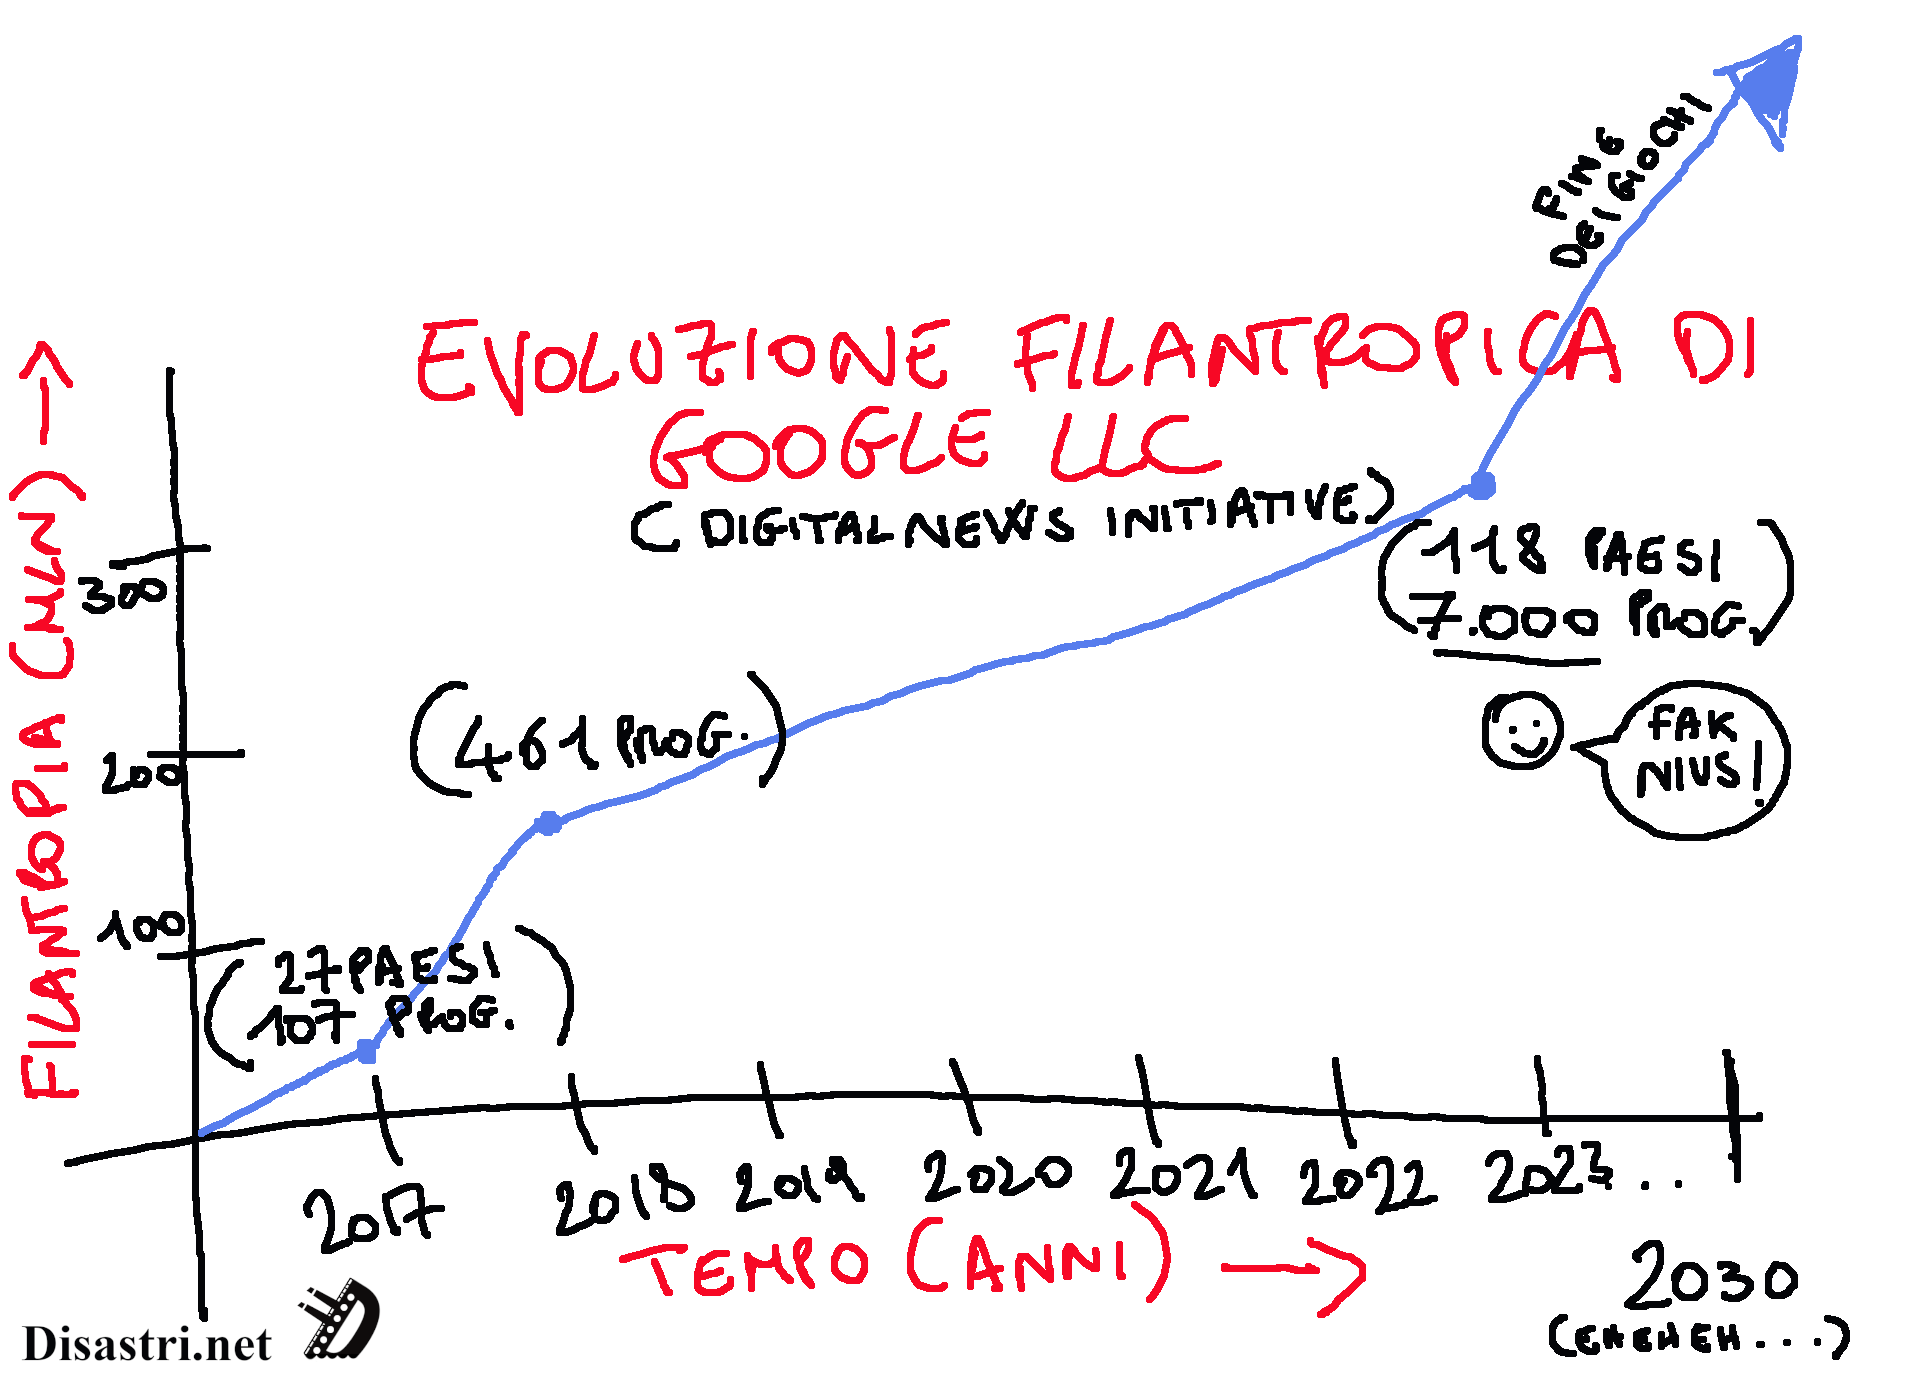 FINE
DEI GIOCHI
EVOLUZIONE FILANTROPICA DI
GOOGLE LLC
(DIGITAL NEWS INITIATIVE)
FILANTROPIA (MLN) →
300
200
100
(118 PAESI
7.000 PROG.)
FAK
NIUS!
(461 PROG.)
(27 PAESI
107 PROG.)
2017
2018
2019
2020
2021
2022
2023...
2030
(EHEHEH...)
TEMPO (ANNI) →
Disastri.net